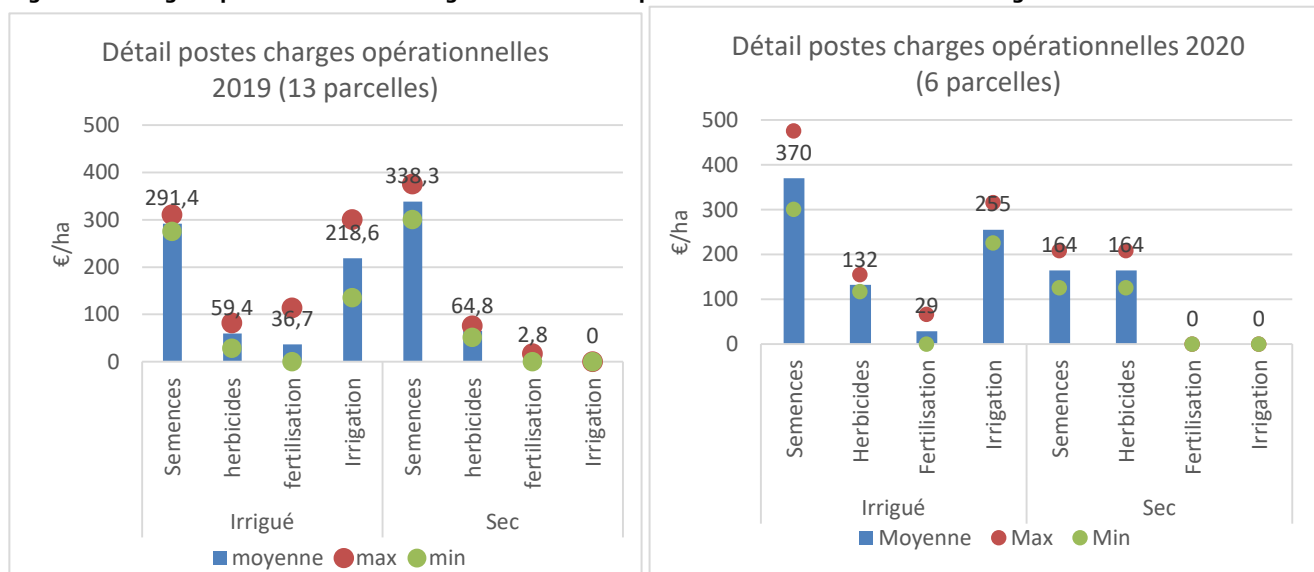 Détail postes charges opérationnelles
2019 (13 parcelles)
500
400
300
200
100
0
€/ha
291,4
59,4
36,7
218,6
338,3
64,8
2,8
0
Semences
herbicides
fertilisation
Irrigation
Semences
herbicides
fertilisation
Irrigation
Irrigué
Sec
moyenne max min
Détail postes charges opérationnelles 2020
(6 parcelles)
500
400
300
200
100
0
€/ha
370
132
29
255
164
164
0
0
Semences
Herbicides
Fertilisation
Irrigation
Semences
Herbicides
Fertilisation
Irrigation
Irrigué
Sec
Moyenne Max Min